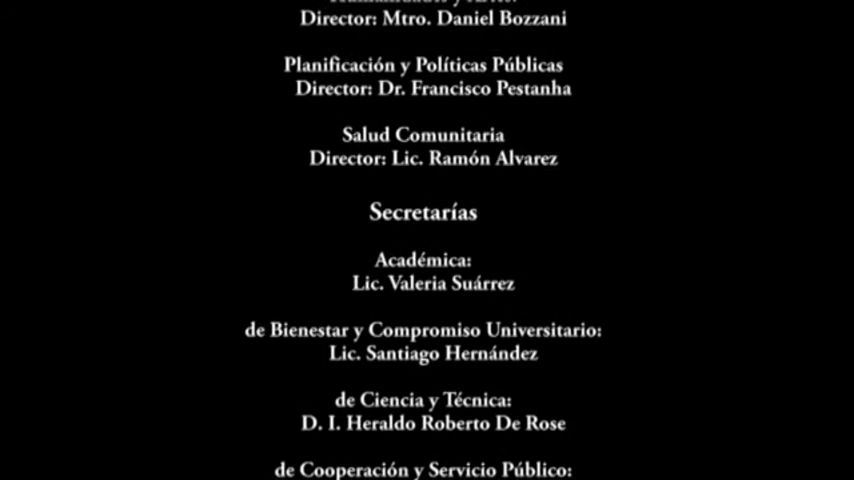 Director: Mtro. Daniel Bozzani
Planificación y Políticas Públicas
Director: Dr. Francisco Pestanha
Salud Comunitaria
Director: Lic. Ramón Alvarez
Secretarías
Académica:
Lic. Valeria Suárrez
de Bienestar y Compromiso Universitario:
Lic. Santiago Hernández
de Ciencia y Técnica:
D. I. Heraldo Roberto De Rose
de Cooperación y Servicio Público: